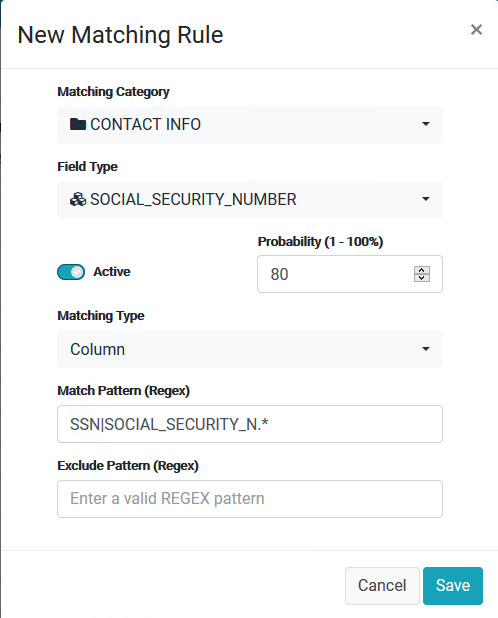 New Matching Rule ×
Matching Category
CONTACT INFO
Field Type
SOCIAL_SECURITY_NUMBER
Probability (1 - 100%)
Active
80
Matching Type
Column
Match Pattern (Regex)
SSN|SOCIAL_SECURITY_N.*
Exclude Pattern (Regex)
Enter a valid REGEX pattern
Cancel Save